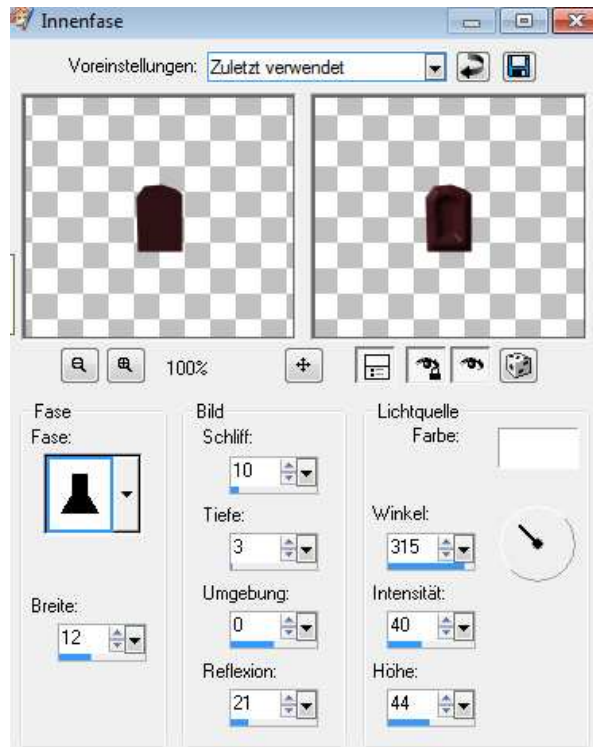 Innenfase
Voreinstellungen: Zuletzt verwendet
100%
Fase
Fase:
Breite:
12
Bild
Schliff:
10
Tiefe:
3
Umgebung:
0
Reflexion:
21
Lichtquelle
Farbe:
Winkel:
315
Intensität:
40
Höhe:
44